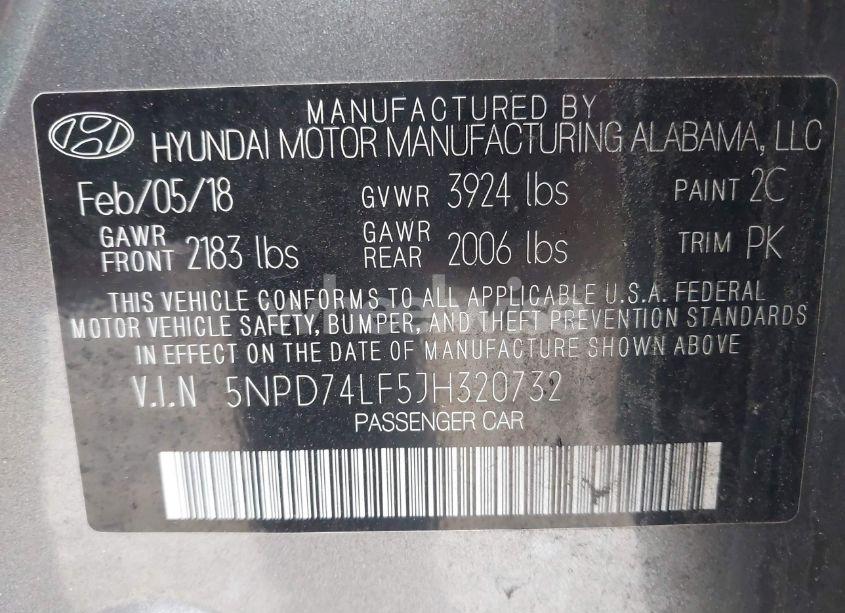 MANUFACTURED BY
HYUNDAI MOTOR MANUFACTURING ALABAMA, LLC
Feb/05/18 GVWR 3924 lbs PAINT 2C
GAWR FRONT 2183 lbs GAWR REAR 2006 lbs TRIM PK
THIS VEHICLE CONFORMS TO ALL APPLICABLE U.S.A. FEDERAL
MOTOR VEHICLE SAFETY, BUMPER, AND THEFT PREVENTION STANDARDS
IN EFFECT ON THE DATE OF MANUFACTURE SHOWN ABOVE
V.I.N 5NPD74LF5JH320732
PASSENGER CAR